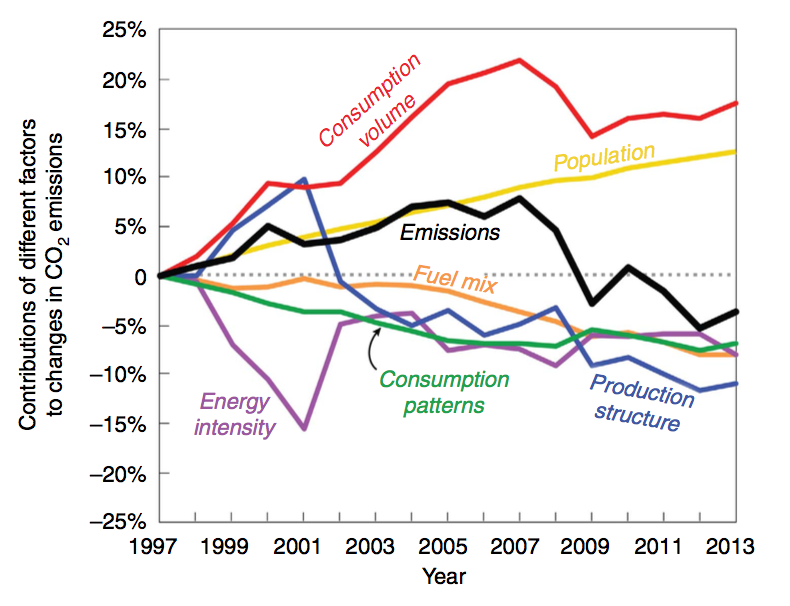 Contributions of different factors
to changes in CO2 emissions
25%
20%
15%
10%
5%
0
–5%
–10%
–15%
–20%
–25%
Consumption
volume
Population
Emissions
Fuel mix
Consumption
patterns
Energy
intensity
Production
structure
1997 1999 2001 2003 2005 2007 2009 2011 2013
Year